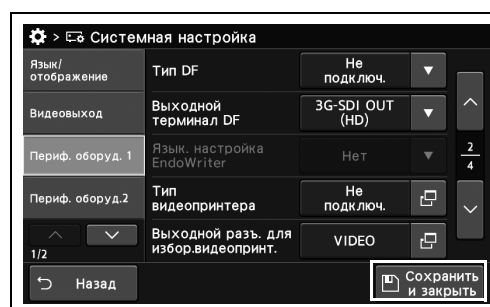 > Системная настройка
Язык/
отображение
Видеовыход
Периф. оборуд. 1
Периф. оборуд.2
1/2
Тип DF
Не
подключ.
Выходной
терминал DF
3G-SDI OUT
(HD)
Язык. настройка
EndoWriter
Нет
Тип
видеопринтера
Не
подключ.
Выходной разъ. для
избор.видеопринт.
VIDEO
2
4
Назад
Сохранить
и закрыть